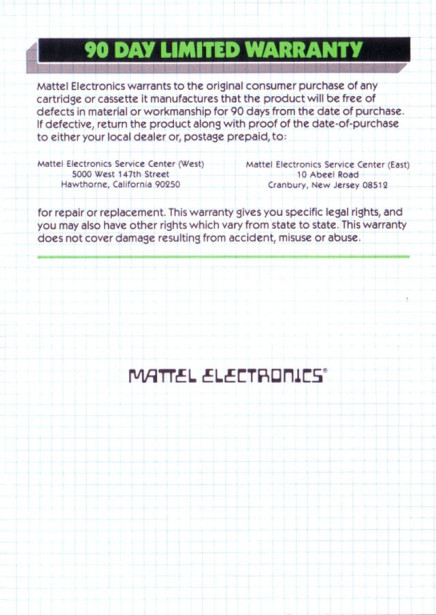 90 DAY LIMITED WARRANTY
Mattel Electronics warrants to the original consumer purchase of any
cartridge or cassette it manufactures that the product will be free of
defects in material or workmanship for 90 days from the date of purchase.
If defective, return the product along with proof of the date-of-purchase
to either your local dealer or, postage prepaid, to:
Mattel Electronics Service Center (West)
5000 West 147th Street
Hawthorne, California 90250
Mattel Electronics Service Center (East)
10 Abeel Road
Cranbury, New Jersey 08512
for repair or replacement. This warranty gives you specific legal rights, and
you may also have other rights which vary from state to state. This warranty
does not cover damage resulting from accident, misuse or abuse.
MATTEL ELECTRONICS®